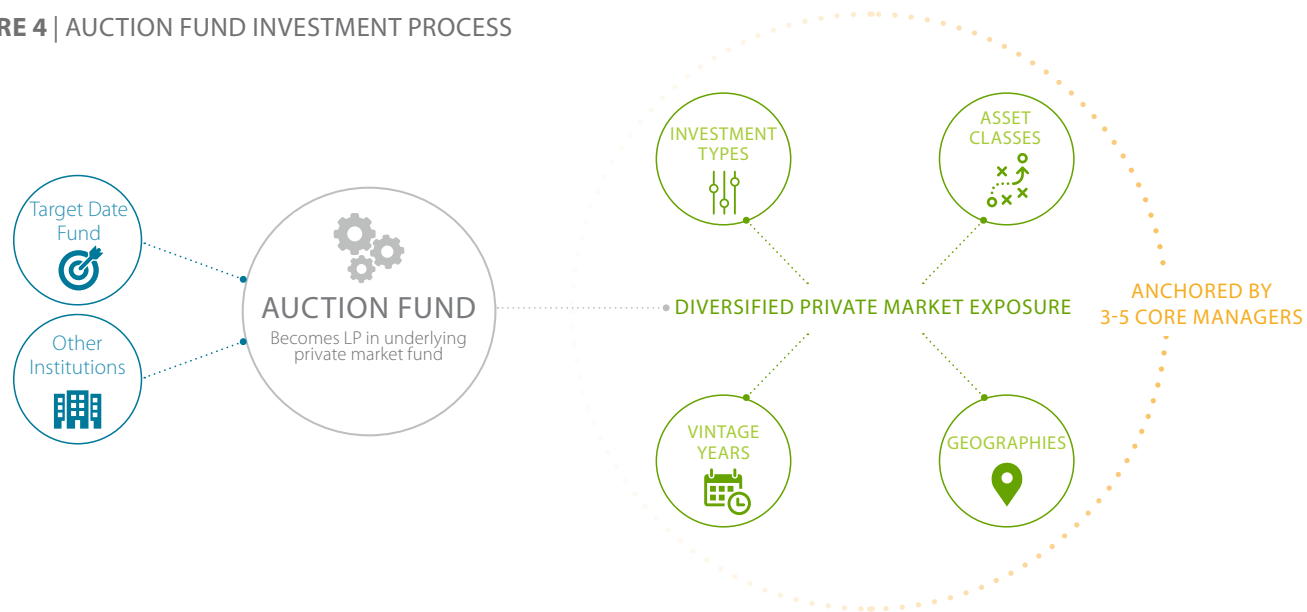 RE 4 | AUCTION FUND INVESTMENT PROCESS
INVESTMENT
TYPES
ASSET
CLASSES
Target Date
Fund
AUCTION FUND
Becomes LP in underlying
private market fund
DIVERSIFIED PRIVATE MARKET EXPOSURE
ANCHORED BY
3-5 CORE MANAGERS
Other
Institutions
VINTAGE
YEARS
GEOGRAPHIES